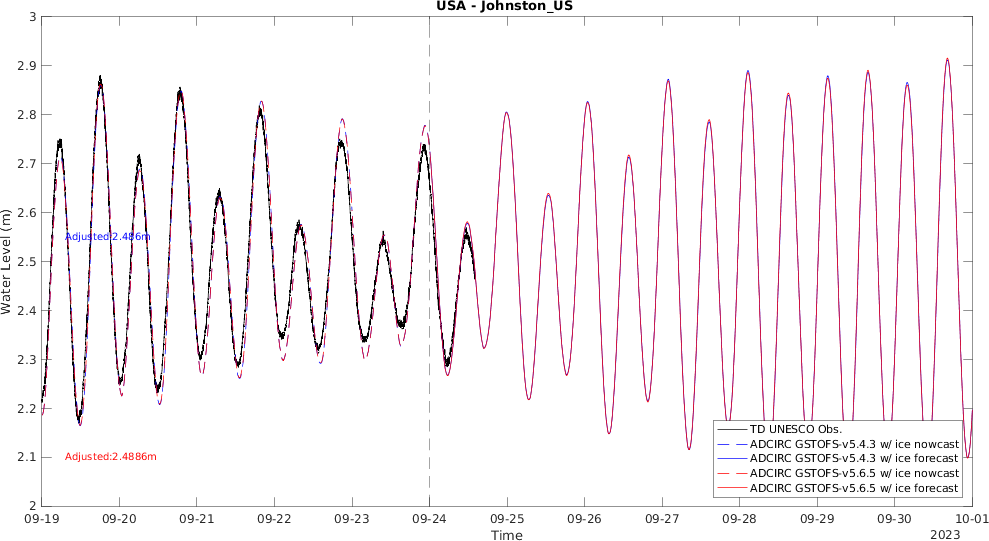 USA - Johnston_US
Water Level (m)
3
2.9
2.8
2.7
2.6
2.5
2.4
2.3
2.2
2.1
2
Adjusted:2.486m
Adjusted:2.4886m
TD UNESCO Obs.
ADCIRC GSTOFS-v5.4.3 w/ ice nowcast
ADCIRC GSTOFS-v5.4.3 w/ ice forecast
ADCIRC GSTOFS-v5.6.5 w/ ice nowcast
ADCIRC GSTOFS-v5.6.5 w/ ice forecast
09-19 09-20 09-21 09-22 09-23 09-24 09-25 09-26 09-27 09-28 09-29 09-30 10-01
Time
2023